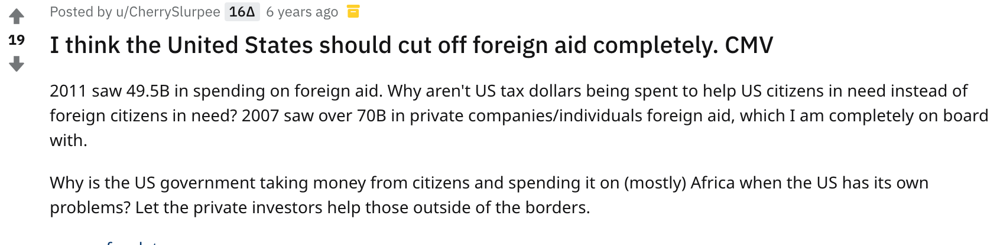 Posted by u/CherrySlurpee 16Δ 6 years ago
19
I think the United States should cut off foreign aid completely. CMV
2011 saw 49.5B in spending on foreign aid. Why aren't US tax dollars being spent to help US citizens in need instead of
foreign citizens in need? 2007 saw over 70B in private companies/individuals foreign aid, which I am completely on board
with.
Why is the US government taking money from citizens and spending it on (mostly) Africa when the US has its own
problems? Let the private investors help those outside of the borders.